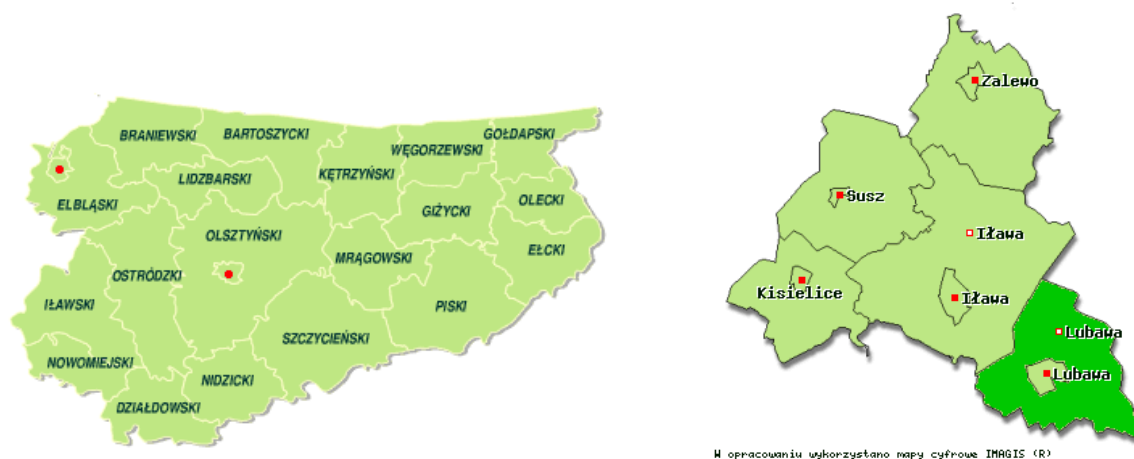 BRANIEWSKI
BARTOSZYCKI
GOŁDAPSKI
WĘGORZEWSKI
KĘTRZYŃSKI
LIDZBARSKI
ELBLĄSKI
GIŻYCKI
OLECKI
OLSZTYŃSKI
EŁCKI
MRĄGOWSKI
OSTRÓDZKI
IŁAWSKI
PISKI
SZCZYCIEŃSKI
NOWOMIEJSKI
NIDZICKI
DZIAŁDOWSKI
Zalewo
Susz
Iława
Kisielice
Iława
Lubawa
Lubawa
W opracowaniu wykorzystano mapy cyfrowe IMAGIS (R)